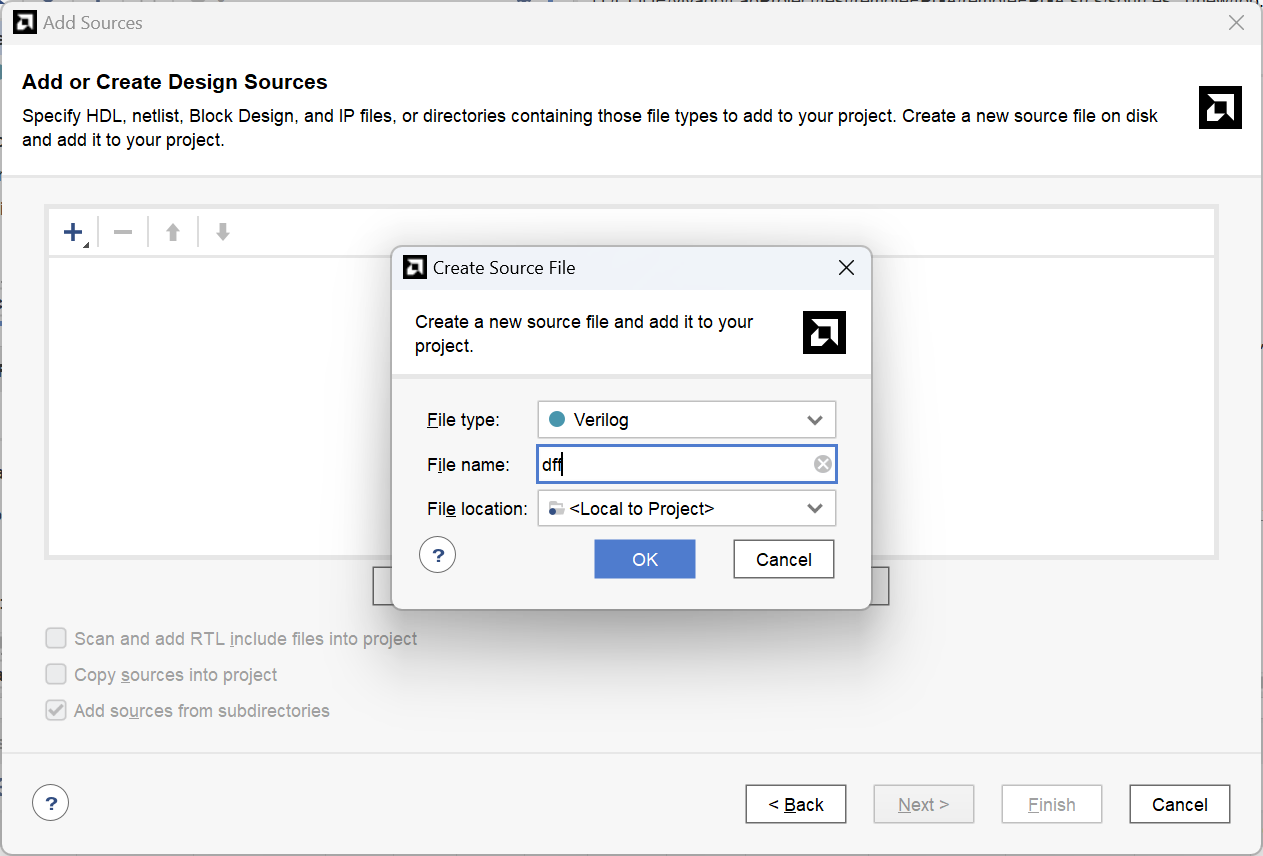 Add Sources
Add or Create Design Sources
Specify HDL, netlist, Block Design, and IP files, or directories containing those file types to add to your project. Create a new source file on disk
and add it to your project.
Create Source File
Create a new source file and add it to your
project.
File type:
Verilog
File name:
dff
File location:
<Local to Project>
?
OK
Cancel
Scan and add RTL include files into project
Copy sources into project
Add sources from subdirectories
?
< Back
Next >
Finish
Cancel